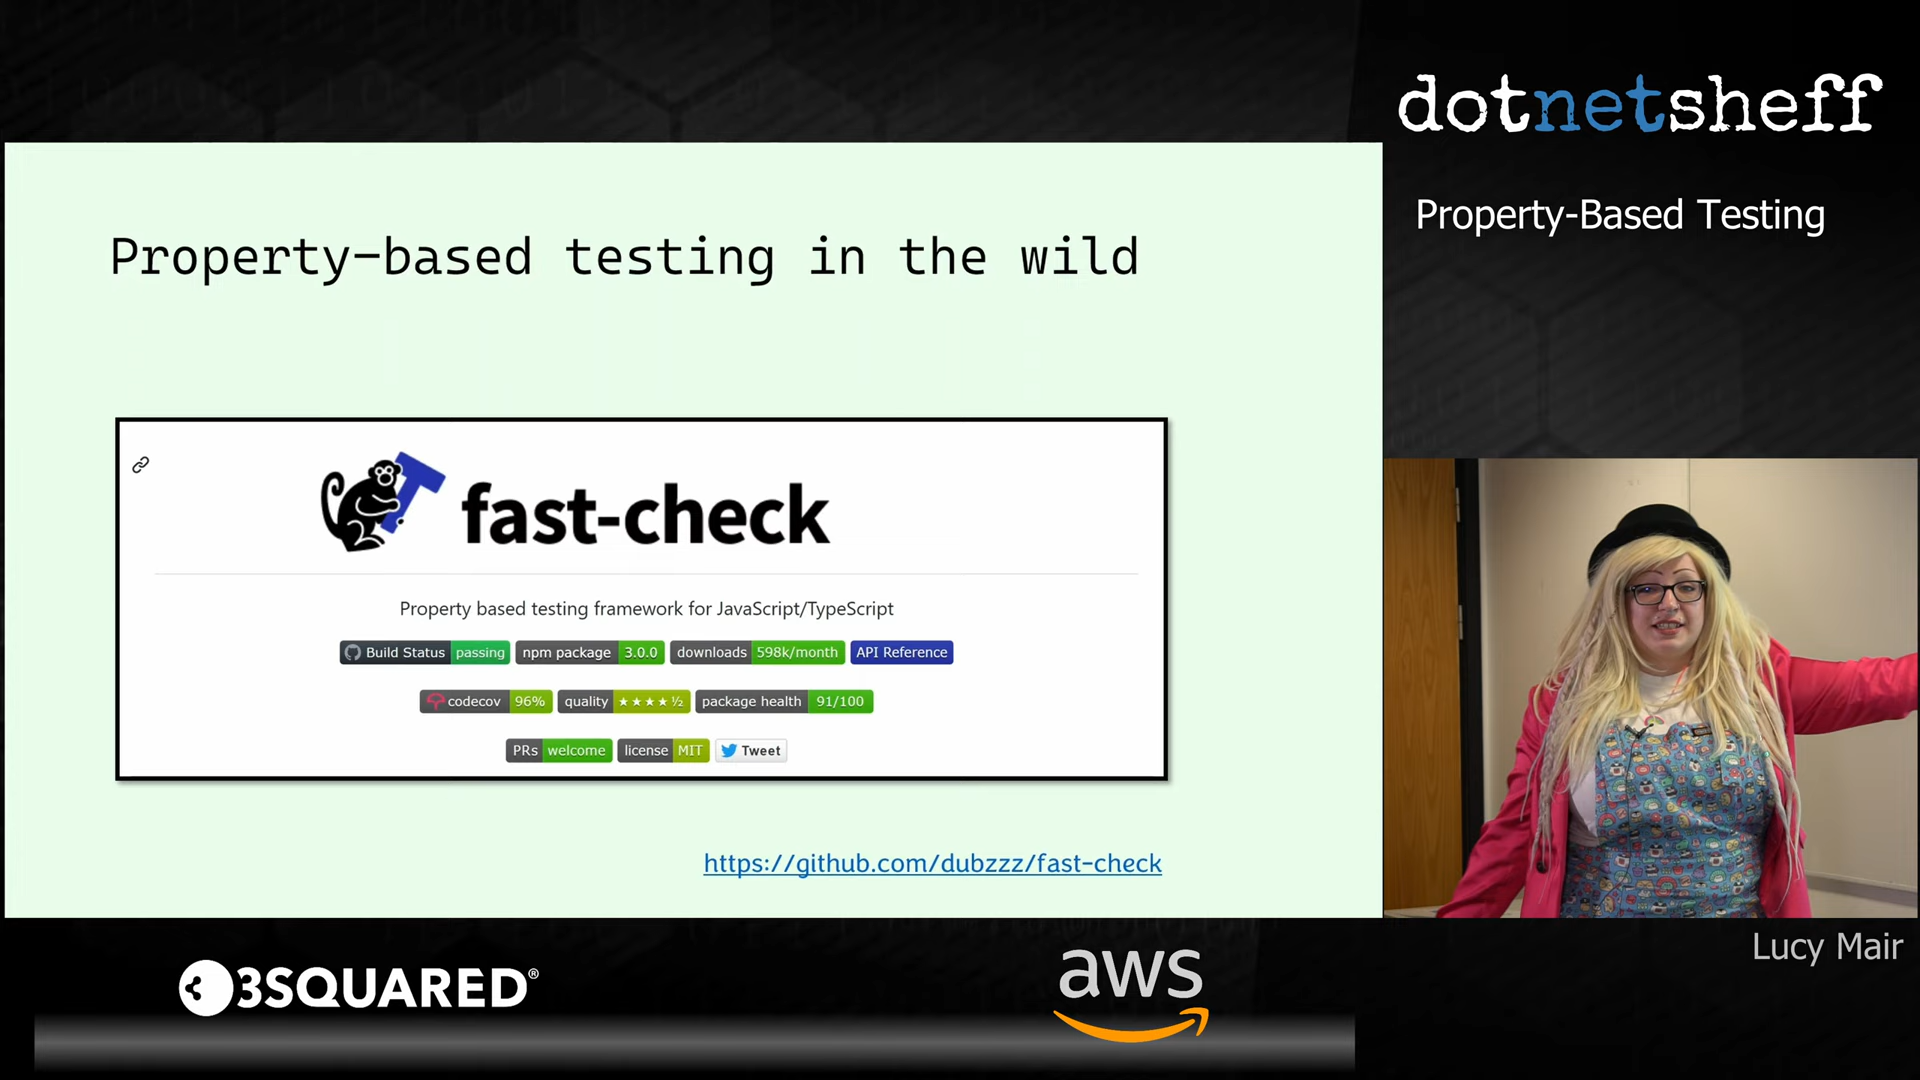 dotnetsheff
Property-Based Testing
Property-based testing in the wild
fast-check
Property based testing framework for JavaScript/TypeScript
Build Status passing npm package 3.0.0 downloads 598k/month API Reference
codecov 96% quality ★★★★½ package health 91/100
PRs welcome license MIT Tweet
https://github.com/dubzzz/fast-check
Lucy Mair
3SQUARED®
aws